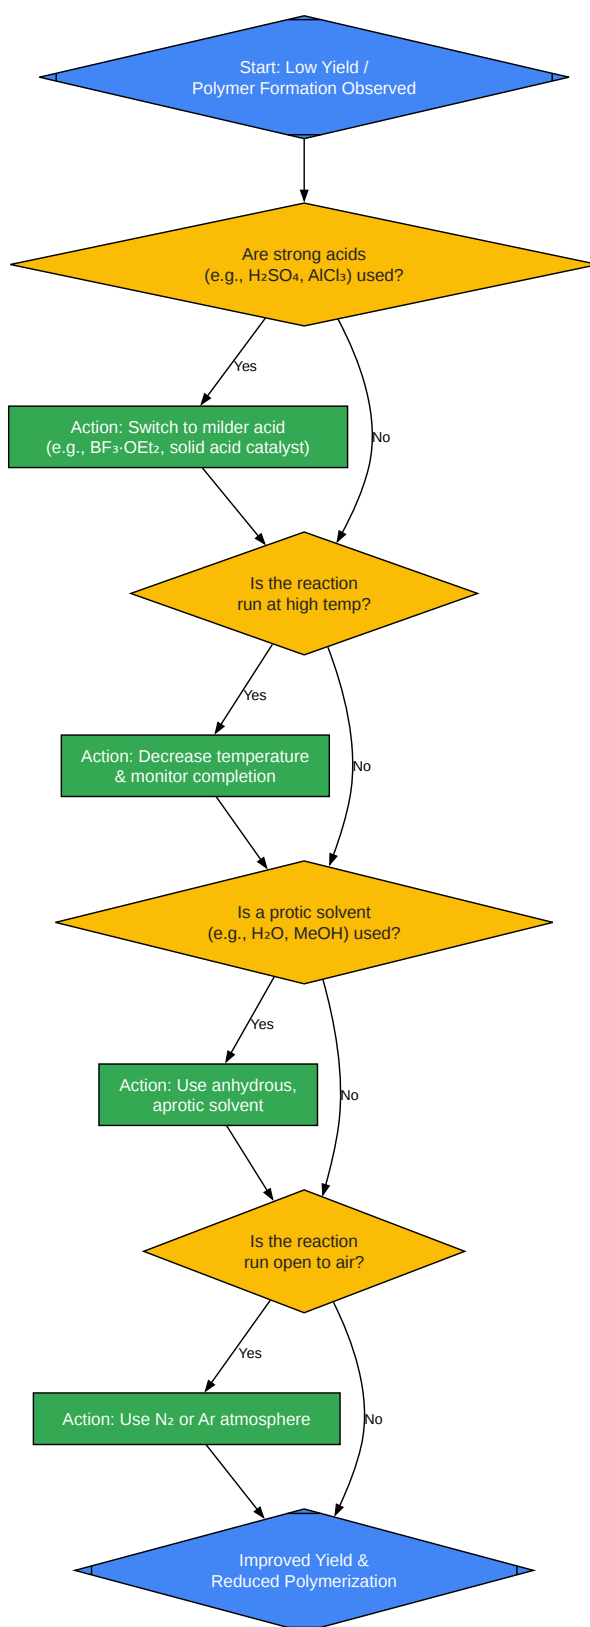 Start: Low Yield /
Polymer Formation Observed
Are strong acids
(e.g., H₂SO₄, AlCl₃) used?
Yes
No
Action: Switch to milder acid
(e.g., BF₃·OEt₂, solid acid catalyst)
Is the reaction
run at high temp?
Yes
No
Action: Decrease temperature
& monitor completion
Is a protic solvent
(e.g., H₂O, MeOH) used?
Yes
No
Action: Use anhydrous,
aprotic solvent
Is the reaction
run open to air?
Yes
No
Action: Use N₂ or Ar atmosphere
Improved Yield &
Reduced Polymerization